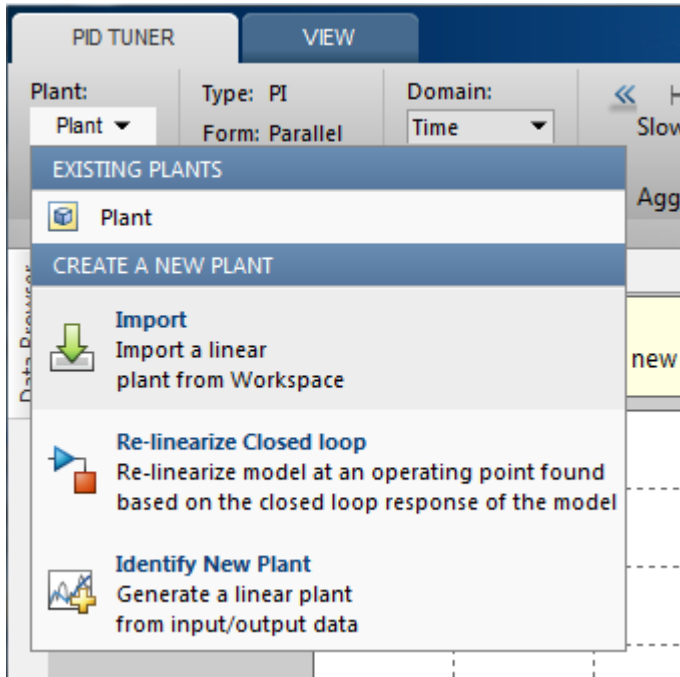 PID TUNER VIEW
Plant: Type: PI Domain:
Plant Form: Parallel Time Slow
EXISTING PLANTS
Plant
CREATE A NEW PLANT
Import
Import a linear
plant from Workspace
Re-linearize Closed loop
Re-linearize model at an operating point found
based on the closed loop response of the model
Identify New Plant
Generate a linear plant
from input/output data
Agg
Data Browser
new